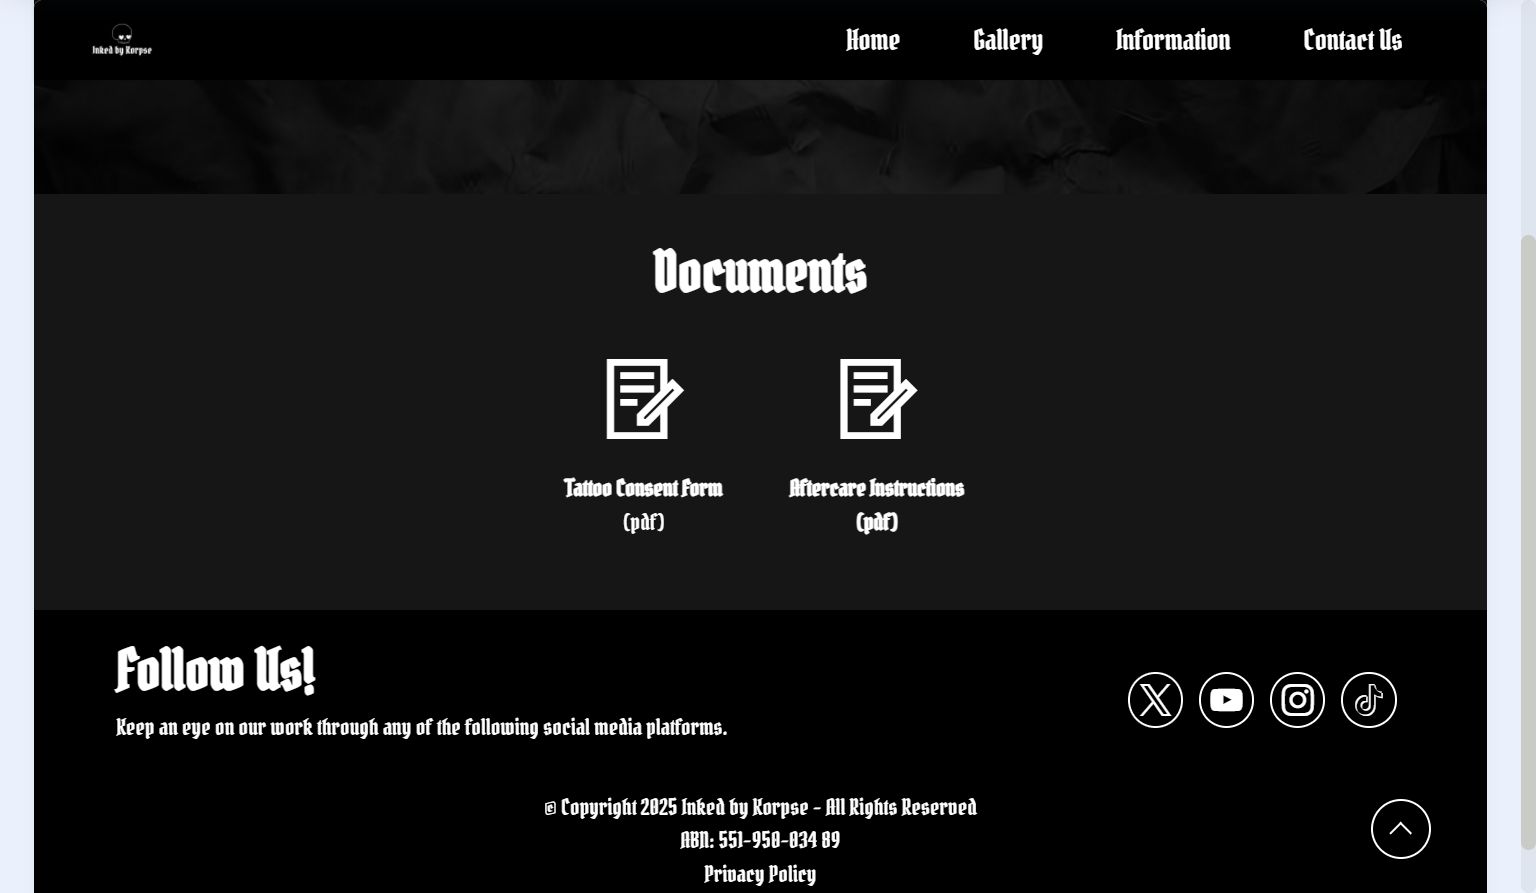 Inked by Korpse
Home Gallery Information Contact Us
Documents
Tattoo Consent Form
(pdf)
Aftercare Instructions
(pdf)
Follow Us!
Keep an eye on our work through any of the following social media platforms.
© Copyright 2025 Inked by Korpse - All Rights Reserved
ABN: 551-950-034 89
Privacy Policy